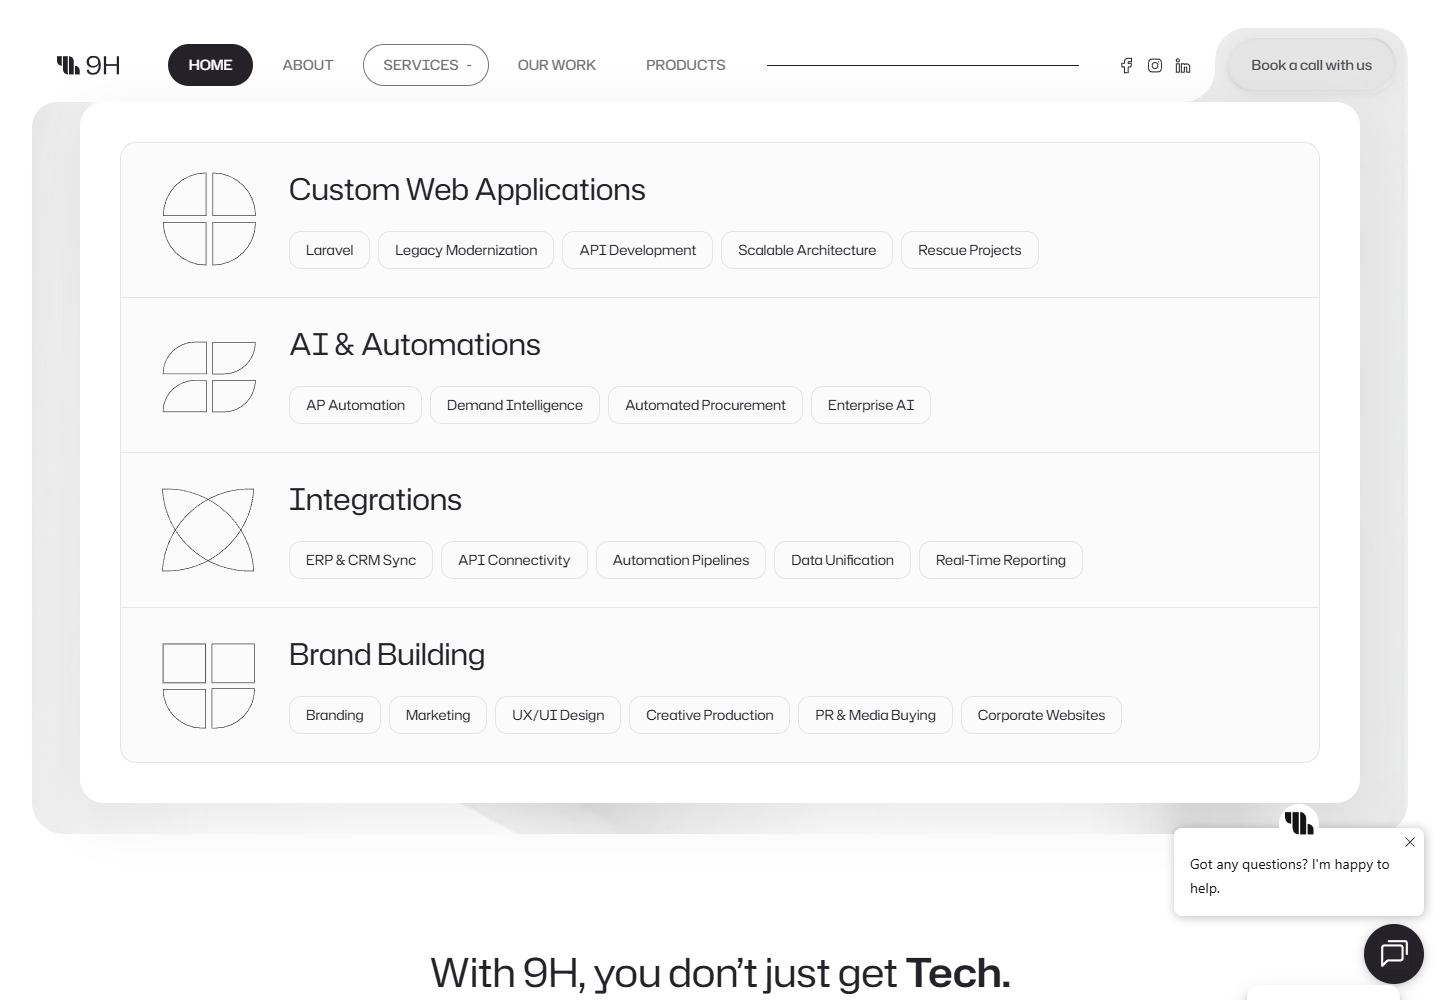 9H HOME ABOUT SERVICES - OUR WORK PRODUCTS Book a call with us
Custom Web Applications
Laravel Legacy Modernization API Development Scalable Architecture Rescue Projects
AI & Automations
AP Automation Demand Intelligence Automated Procurement Enterprise AI
Integrations
ERP & CRM Sync API Connectivity Automation Pipelines Data Unification Real-Time Reporting
Brand Building
Branding Marketing UX/UI Design Creative Production PR & Media Buying Corporate Websites
Got any questions? I'm happy to
help.
With 9H, you don’t just get Tech.